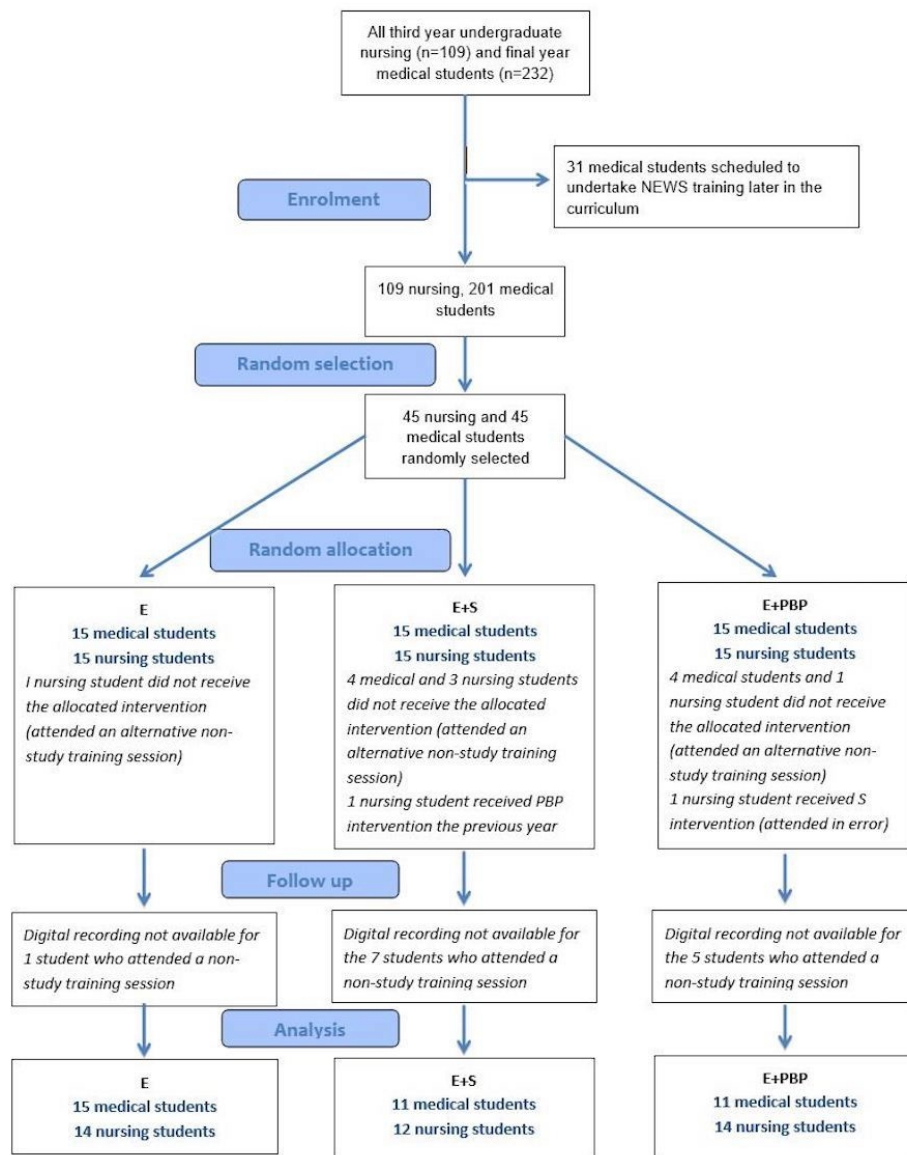 All third year undergraduate
nursing (n=109) and final year
medical students (n=232)
31 medical students scheduled to
undertake NEWS training later in the
curriculum
Enrolment
109 nursing, 201 medical
students
Random selection
45 nursing and 45
medical students
randomly selected
Random allocation
E
15 medical students
15 nursing students
I nursing student did not receive
the allocated intervention
(attended an alternative non-
study training session)
E+S
15 medical students
15 nursing students
4 medical and 3 nursing students
did not receive the allocated
intervention (attended an
alternative non-study training
session)
1 nursing student received PBP
intervention the previous year
E+PBP
15 medical students
15 nursing students
4 medical students and 1
nursing student did not receive
the allocated intervention
(attended an alternative non-
study training session)
1 nursing student received S
intervention (attended in error)
Follow up
Digital recording not available for
1 student who attended a non-
study training session
Digital recording not available for
the 7 students who attended a
non-study training session
Digital recording not available for
the 5 students who attended a
non-study training session
Analysis
E
15 medical students
14 nursing students
E+S
11 medical students
12 nursing students
E+PBP
11 medical students
14 nursing students